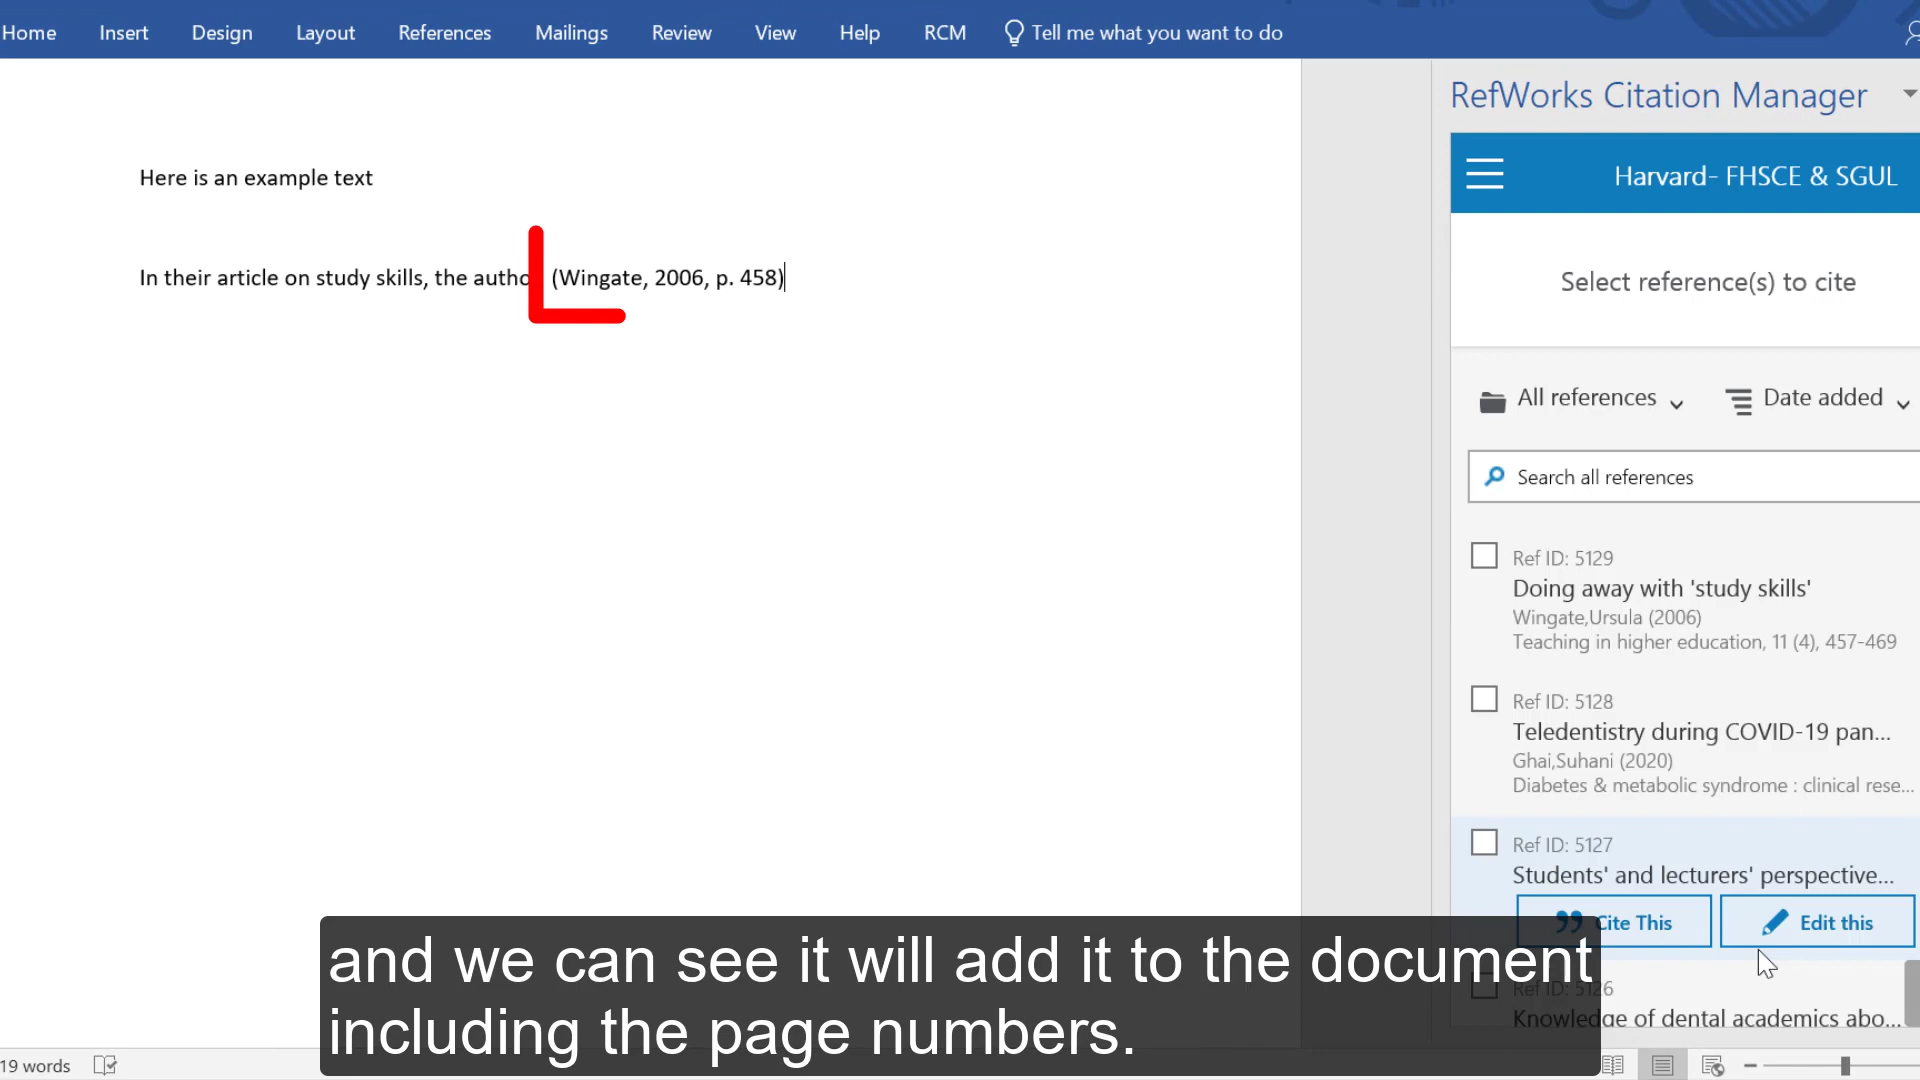 Home Insert Design Layout References Mailings Review View Help RCM Tell me what you want to do
RefWorks Citation Manager
Harvard- FHSCE & SGUL
Here is an example text
In their article on study skills, the autho (Wingate, 2006, p. 458)
Select reference(s) to cite
All references Date added
Search all references
Ref ID: 5129
Doing away with 'study skills'
Wingate,Ursula (2006)
Teaching in higher education, 11 (4), 457-469
Ref ID: 5128
Teledentistry during COVID-19 pan...
Ghai,Suhani (2020)
Diabetes & metabolic syndrome : clinical rese...
Ref ID: 5127
Students' and lecturers' perspective...
Cite This Edit this
Ref ID: 5126
Knowledge of dental academics abo...
and we can see it will add it to the document
including the page numbers.
19 words